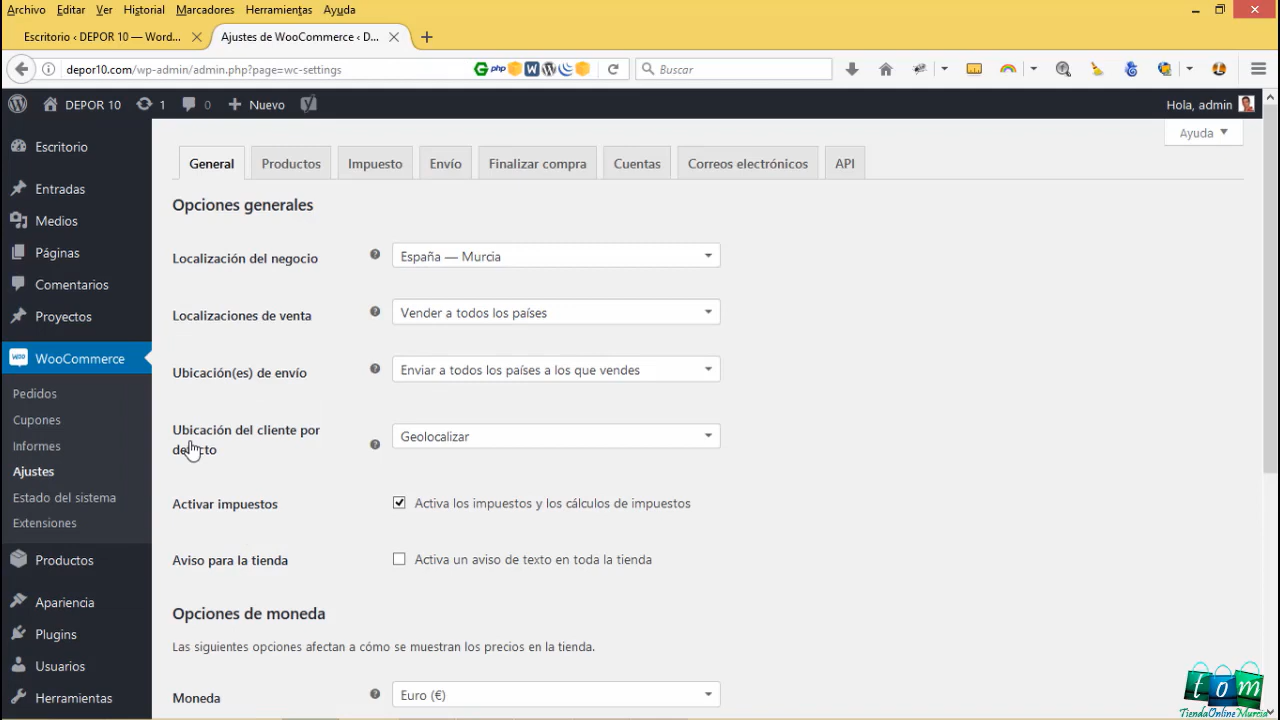 Archivo Editar Ver Historial Marcadores Herramientas Ayuda
Escritorio ‹ DEPOR 10 — Word...
Ajustes de WooCommerce ‹ D...
depor10.com/wp-admin/admin.php?page=wc-settings
php
Buscar
DEPOR 10
1
0
Nuevo
Hola, admin
Ayuda
Escritorio
Entradas
Medios
Páginas
Comentarios
Proyectos
WooCommerce
Pedidos
Cupones
Informes
Ajustes
Estado del sistema
Extensiones
Productos
Apariencia
Plugins
Usuarios
Herramientas
General Productos Impuesto Envío Finalizar compra Cuentas Correos electrónicos API
Opciones generales
Localización del negocio
España — Murcia
Localizaciones de venta
Vender a todos los países
Ubicación(es) de envío
Enviar a todos los países a los que vendes
Ubicación del cliente por
defecto
Geolocalizar
Activar impuestos
Activa los impuestos y los cálculos de impuestos
Aviso para la tienda
Activa un aviso de texto en toda la tienda
Opciones de moneda
Las siguientes opciones afectan a cómo se muestran los precios en la tienda.
Moneda
Euro (€)
tom
TiendaOnlineMurcia